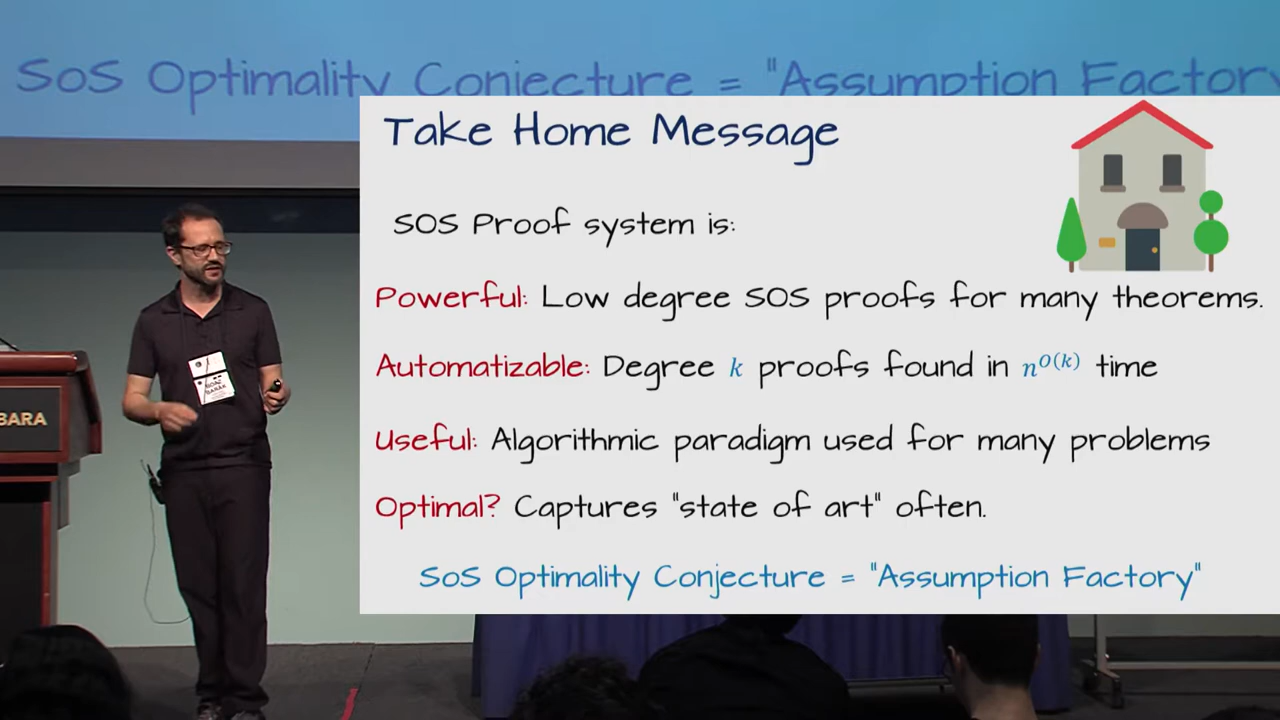 SoS Optimality Conjecture = "Assumption Factory
Take Home Message
SOS Proof system is:
Powerful: Low degree SOS proofs for many theorems.
Automatizable: Degree k proofs found in n^{O(k)} time
Useful: Algorithmic paradigm used for many problems
Optimal? Captures "state of art" often.
SoS Optimality Conjecture = "Assumption Factory"
BOAZ
BARAK
BARA